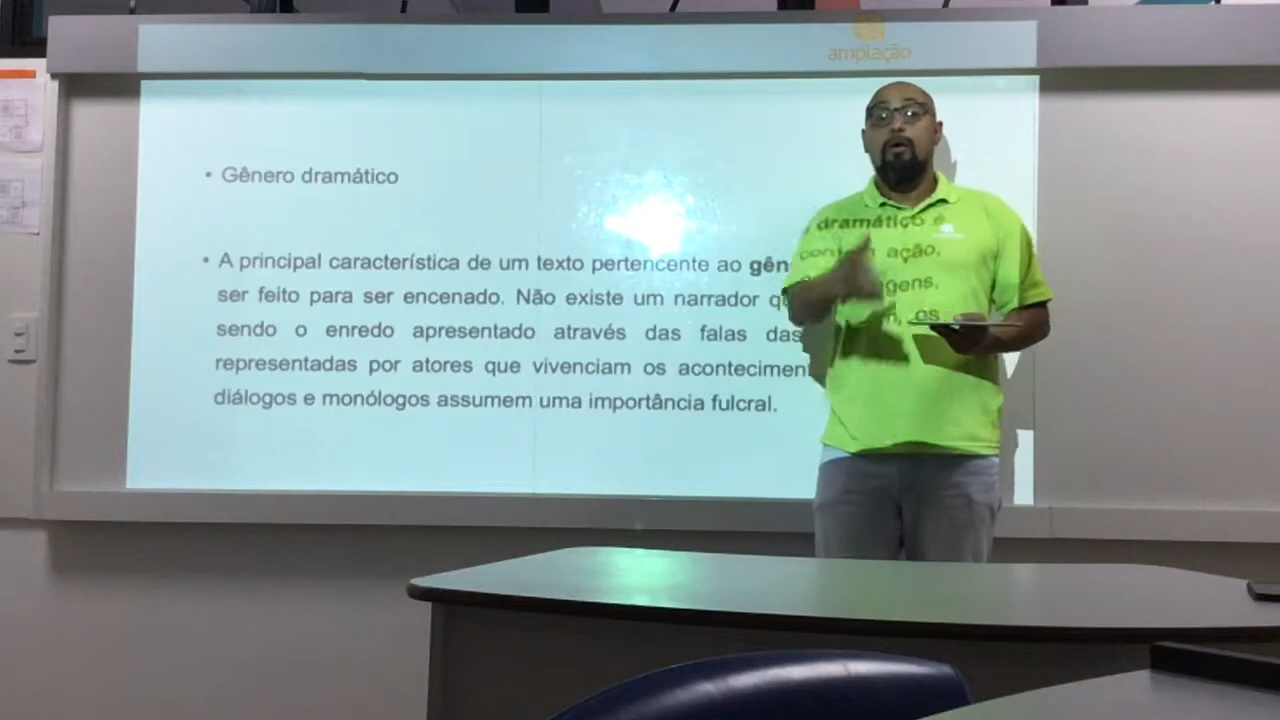 ampliação
• Gênero dramático
• A principal característica de um texto pertencente ao gên dramático é
ser feito para ser encenado. Não existe um narrador ação,
sendo o enredo apresentado através das falas das gens,
representadas por atores que vivenciam os aconteciment os
diálogos e monólogos assumem uma importância fulcral.